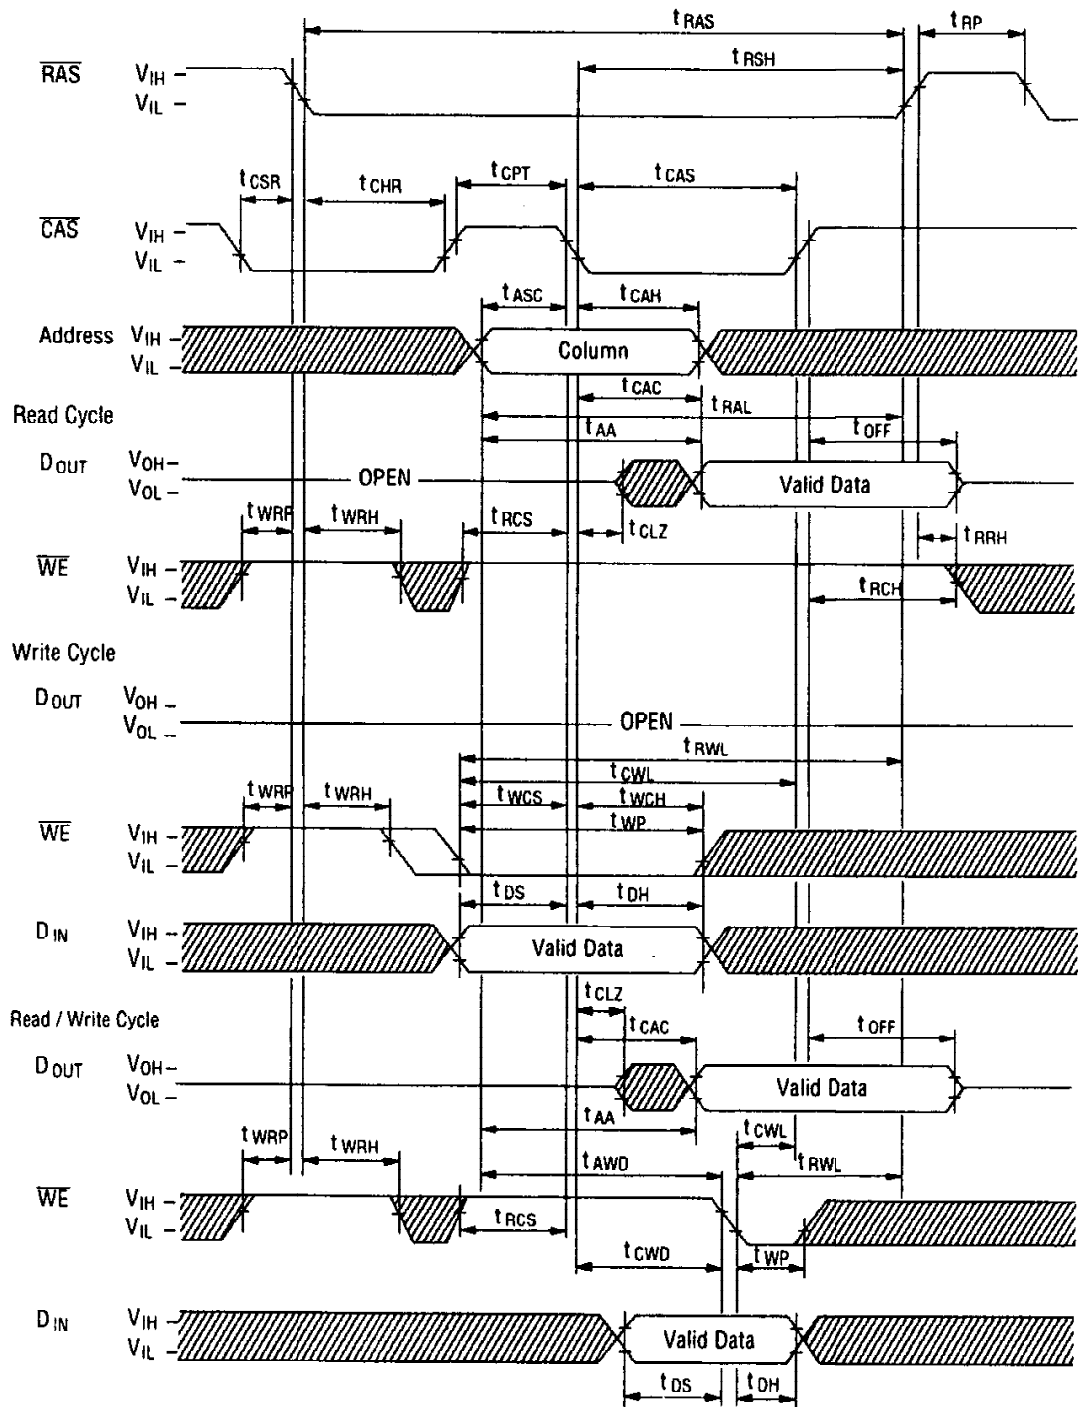 tRAS tRP
tRSH
RAS VIH
VIL
tCSR tCHR tCPT tCAS
CAS VIH
VIL
tASC tCAH
Address VIH
VIL
Column
tCAC
tRAL
Read Cycle
tAA tOFF
DOUT VOH
VOL
OPEN Valid Data
tWRP tWRH tRCS tCLZ tRRH
WE VIH
VIL
tRCH
Write Cycle
DOUT VOH
VOL
OPEN
tRWL
tCWL
tWRP tWRH tWCS tWCH
WE VIH
VIL
tWP
tDS tDH
DIN VIH
VIL
Valid Data
tCLZ
Read / Write Cycle
tCAC tOFF
DOUT VOH
VOL
Valid Data
tAA
tCWL
tWRP tWRH tAWD tRWL
WE VIH
VIL
tRCS
tCWD tWP
DIN VIH
VIL
Valid Data
tDS tDH